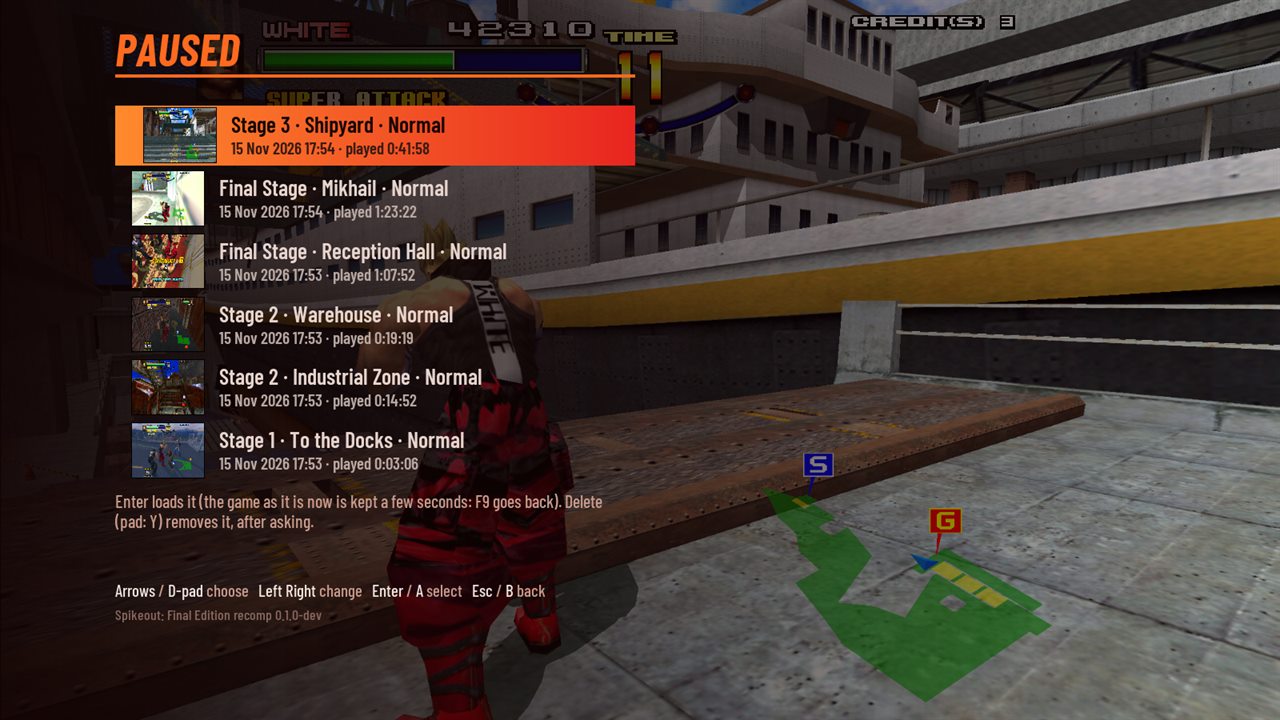 WHITE 42310 TIME CREDIT(S) 3
PAUSED
11
SUPER ATTACK
Stage 3 · Shipyard · Normal
15 Nov 2026 17:54 · played 0:41:58
Final Stage · Mikhail · Normal
15 Nov 2026 17:54 · played 1:23:22
Final Stage · Reception Hall · Normal
15 Nov 2026 17:53 · played 1:07:52
Stage 2 · Warehouse · Normal
15 Nov 2026 17:53 · played 0:19:19
Stage 2 · Industrial Zone · Normal
15 Nov 2026 17:53 · played 0:14:52
Stage 1 · To the Docks · Normal
15 Nov 2026 17:53 · played 0:03:06
WHITE
S
G
Enter loads it (the game as it is now is kept a few seconds: F9 goes back). Delete
(pad: Y) removes it, after asking.
Arrows / D-pad choose Left Right change Enter / A select Esc / B back
Spikeout: Final Edition recomp 0.1.0-dev